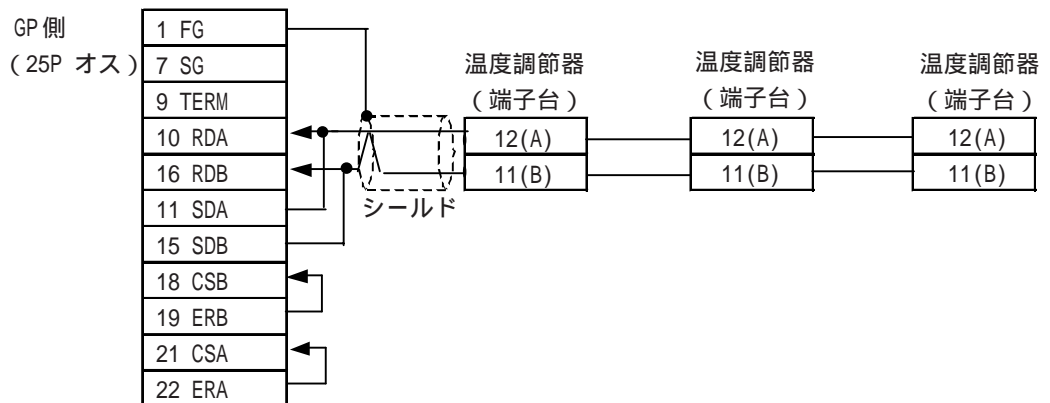 GP側
(25P オス)
1 FG
7 SG
9 TERM
10 RDA
16 RDB
11 SDA
15 SDB
18 CSB
19 ERB
21 CSA
22 ERA
シールド
温度調節器
(端子台)
12(A)
11(B)
温度調節器
(端子台)
12(A)
11(B)
温度調節器
(端子台)
12(A)
11(B)